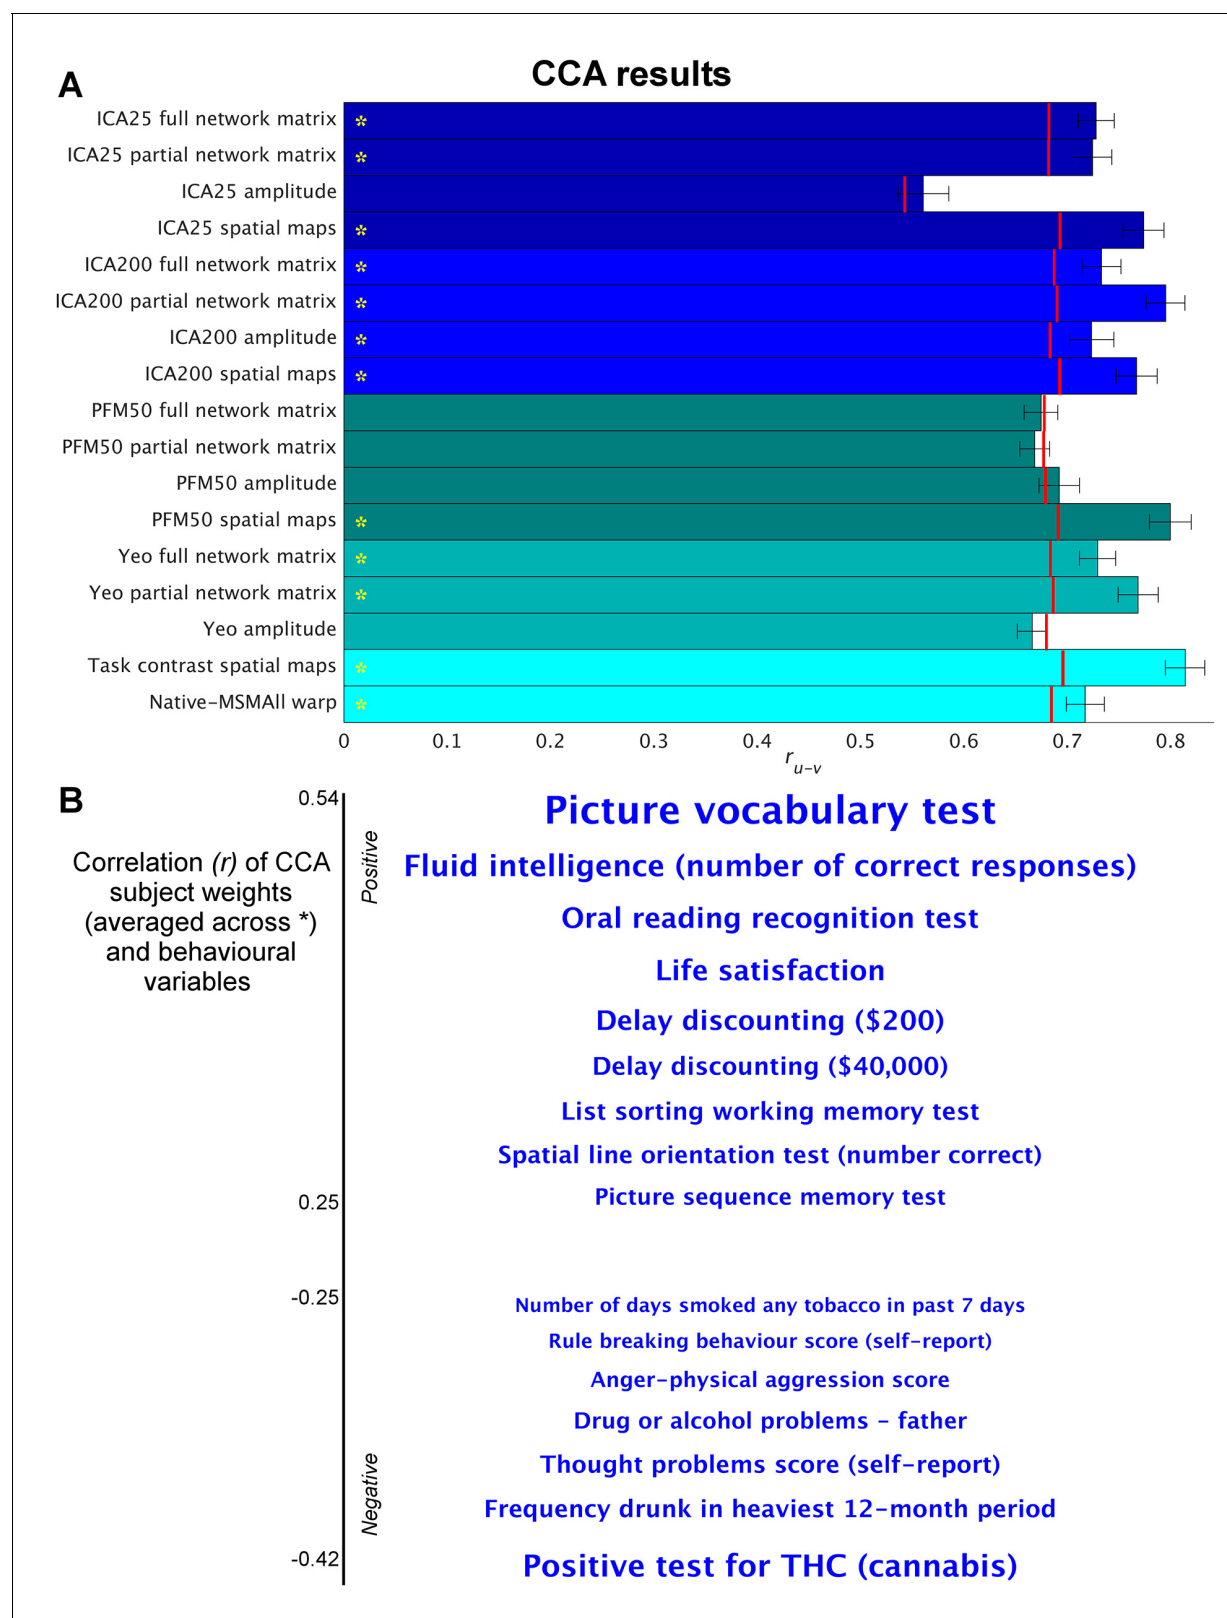 A
CCA results
ICA25 full network matrix *
ICA25 partial network matrix *
ICA25 amplitude
ICA25 spatial maps *
ICA200 full network matrix *
ICA200 partial network matrix *
ICA200 amplitude *
ICA200 spatial maps *
PFM50 full network matrix
PFM50 partial network matrix
PFM50 amplitude
PFM50 spatial maps *
Yeo full network matrix *
Yeo partial network matrix *
Yeo amplitude
Task contrast spatial maps *
Native-MSMAll warp *
0 0.1 0.2 0.3 0.4 0.5 0.6 0.7 0.8
r u-v
B
0.54
Positive
Correlation (r) of CCA
subject weights
(averaged across *)
and behavioural
variables
Picture vocabulary test
Fluid intelligence (number of correct responses)
Oral reading recognition test
Life satisfaction
Delay discounting ($200)
Delay discounting ($40,000)
List sorting working memory test
Spatial line orientation test (number correct)
0.25
Picture sequence memory test
-0.25
Number of days smoked any tobacco in past 7 days
Rule breaking behaviour score (self-report)
Anger-physical aggression score
Drug or alcohol problems - father
Thought problems score (self-report)
Negative
Frequency drunk in heaviest 12-month period
-0.42
Positive test for THC (cannabis)